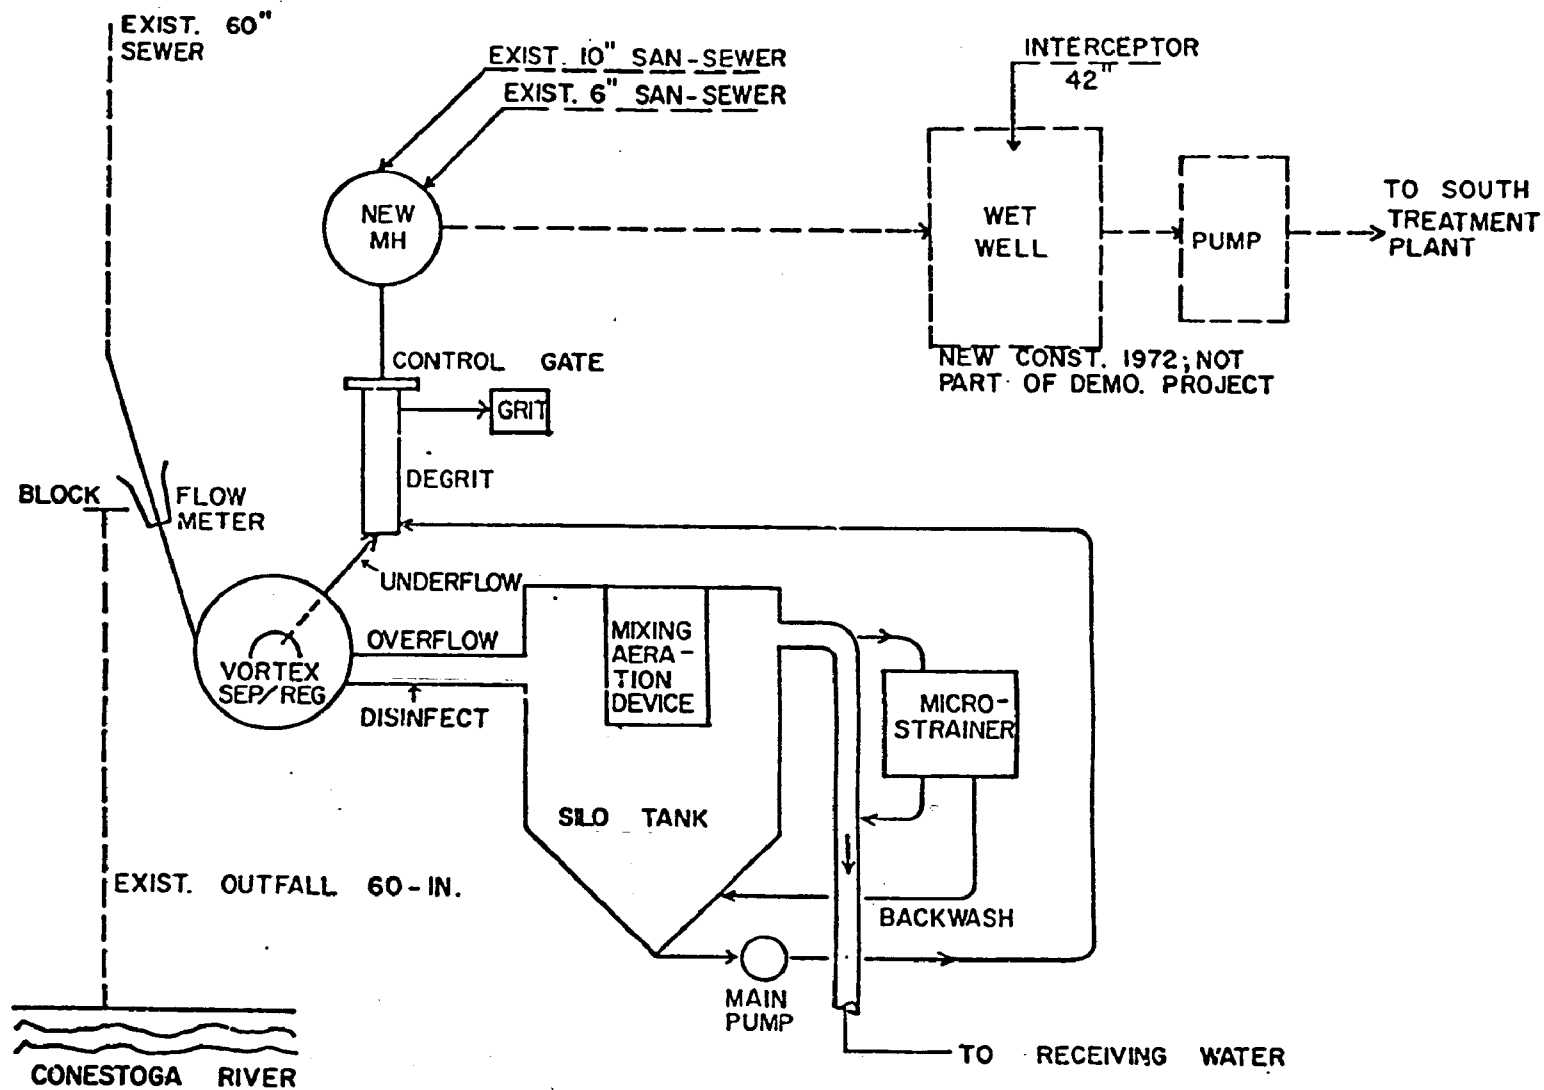 EXIST. 60"
SEWER
EXIST. 10" SAN-SEWER
EXIST. 6" SAN-SEWER
INTERCEPTOR
42"
NEW
MH
WET
WELL
PUMP
TO SOUTH
TREATMENT
PLANT
NEW CONST. 1972; NOT
PART OF DEMO. PROJECT
CONTROL GATE
GRIT
DEGRIT
BLOCK
FLOW
METER
UNDERFLOW
OVERFLOW
VORTEX
SEP/REG
DISINFECT
MIXING
AERA-
TION
DEVICE
MICRO-
STRAINER
SILO TANK
EXIST. OUTFALL 60-IN.
BACKWASH
MAIN
PUMP
TO RECEIVING WATER
CONESTOGA RIVER